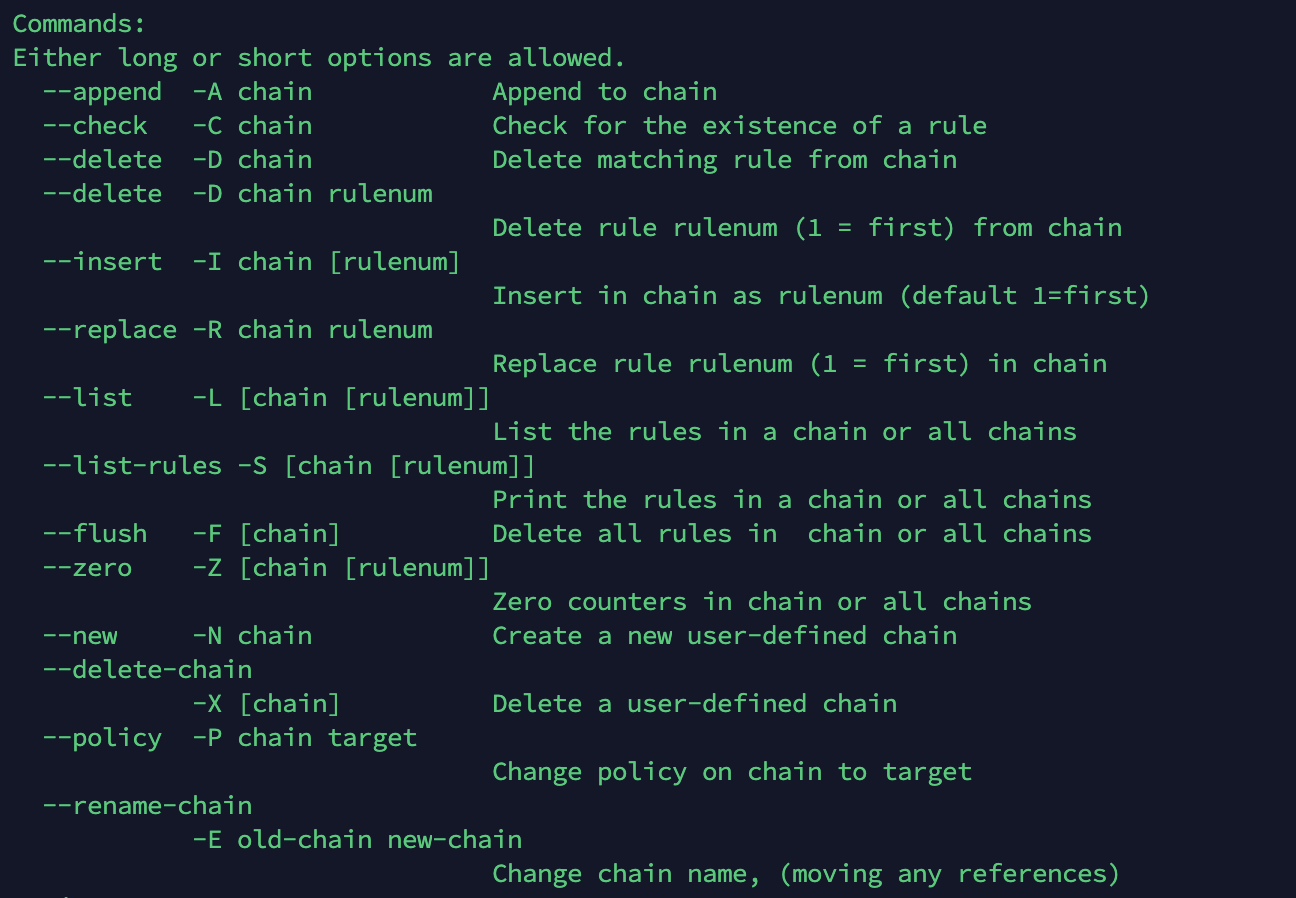 Commands:
Either long or short options are allowed.
  --append  -A chain            Append to chain
  --check   -C chain            Check for the existence of a rule
  --delete  -D chain            Delete matching rule from chain
  --delete  -D chain rulenum
                                Delete rule rulenum (1 = first) from chain
  --insert  -I chain [rulenum]
                                Insert in chain as rulenum (default 1=first)
  --replace -R chain rulenum
                                Replace rule rulenum (1 = first) in chain
  --list    -L [chain [rulenum]]
                                List the rules in a chain or all chains
  --list-rules -S [chain [rulenum]]
                                Print the rules in a chain or all chains
  --flush   -F [chain]          Delete all rules in  chain or all chains
  --zero    -Z [chain [rulenum]]
                                Zero counters in chain or all chains
  --new     -N chain            Create a new user-defined chain
  --delete-chain
            -X [chain]          Delete a user-defined chain
  --policy  -P chain target
                                Change policy on chain to target
  --rename-chain
            -E old-chain new-chain
                                Change chain name, (moving any references)